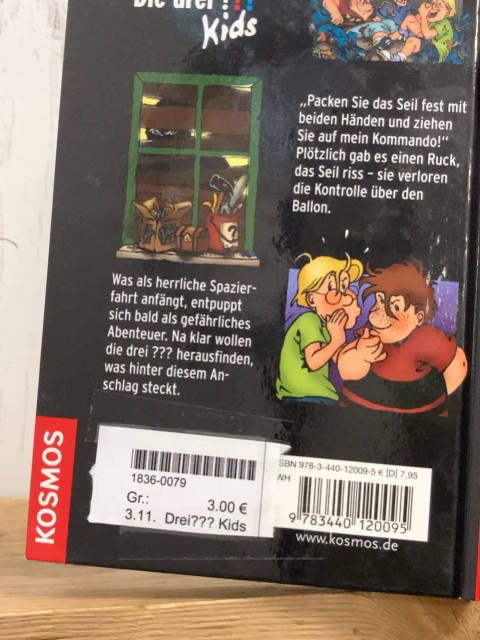 Die drei ???
Kids
„Packen Sie das Seil fest mit
beiden Händen und ziehen
Sie auf mein Kommando!“
Plötzlich gab es einen Ruck,
das Seil riss – sie verloren
die Kontrolle über den
Ballon.
?
Was als herrliche Spazier-
fahrt anfängt, entpuppt
sich bald als gefährliches
Abenteuer. Na klar wollen
die drei ??? herausfinden,
was hinter diesem An-
schlag steckt.
KOSMOS
1836-0079
Gr.:
3.00 €
3.11. Drei??? Kids
ISBN 978-3-440-12009-5 € [D] 7,95
WH
9 783440 120095
www.kosmos.de